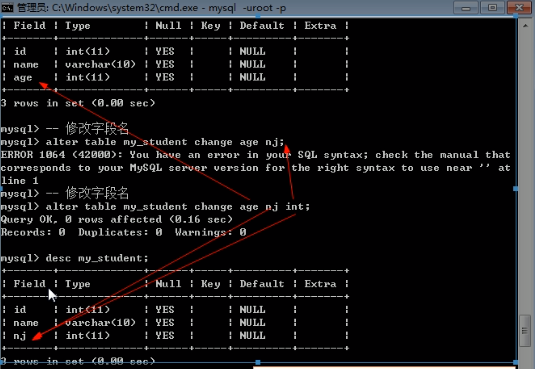 管理员: C:\Windows\system32\cmd.exe - mysql -uroot -p
| Field | Type | Null | Key | Default | Extra |
+-------+-------------+------+-----+---------+-------+
| id | int(11) | YES | | NULL | |
| name | varchar(10) | YES | | NULL | |
| age | int(11) | YES | | NULL | |
+-------+-------------+------+-----+---------+-------+
3 rows in set (0.00 sec)
mysql> -- 修改字段名
mysql> alter table my_student change age nj;
ERROR 1064 (42000): You have an error in your SQL syntax; check the manual that
corresponds to your MySQL server version for the right syntax to use near '' at
line 1
mysql> -- 修改字段名
mysql> alter table my_student change age nj int;
Query OK, 0 rows affected (0.16 sec)
Records: 0 Duplicates: 0 Warnings: 0
mysql> desc my_student;
+-------+-------------+------+-----+---------+-------+
| Field | Type | Null | Key | Default | Extra |
+-------+-------------+------+-----+---------+-------+
| id | int(11) | YES | | NULL | |
| name | varchar(10) | YES | | NULL | |
| nj | int(11) | YES | | NULL | |
+-------+-------------+------+-----+---------+-------+
3 rows in set (0.00 sec)